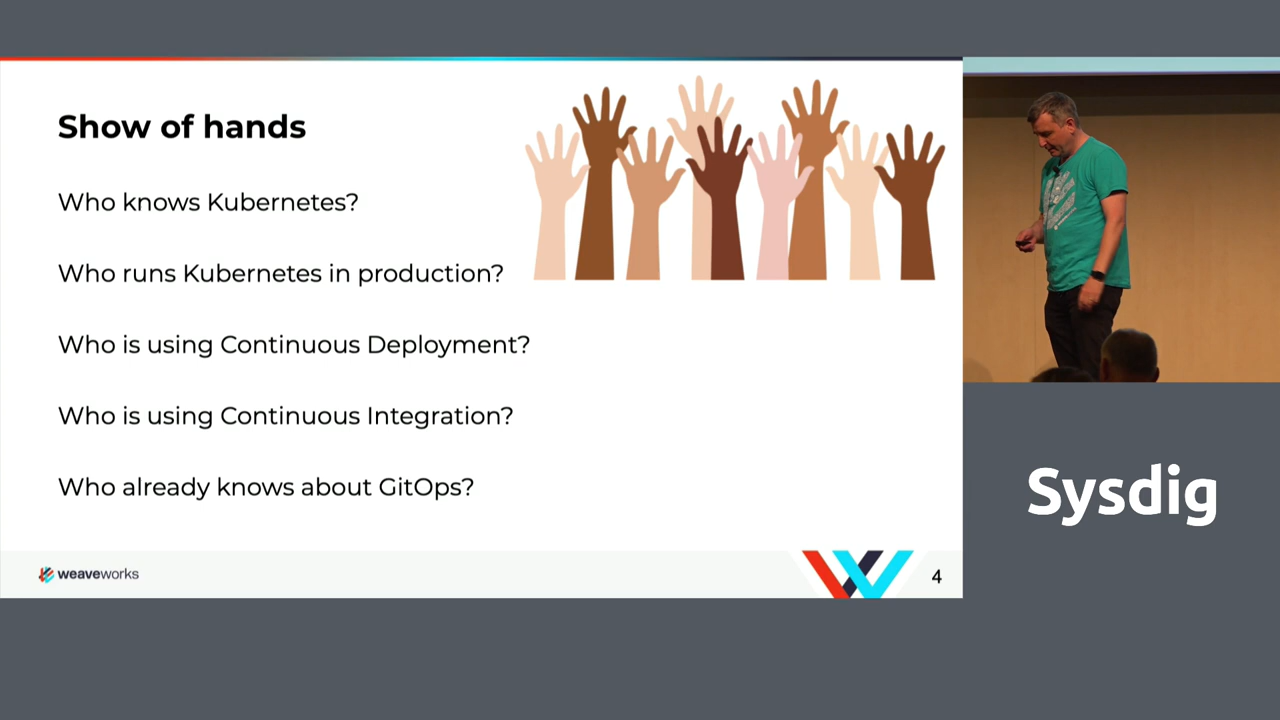 Show of hands
Who knows Kubernetes?
Who runs Kubernetes in production?
Who is using Continuous Deployment?
Who is using Continuous Integration?
Who already knows about GitOps?
weaveworks
4
Sysdig